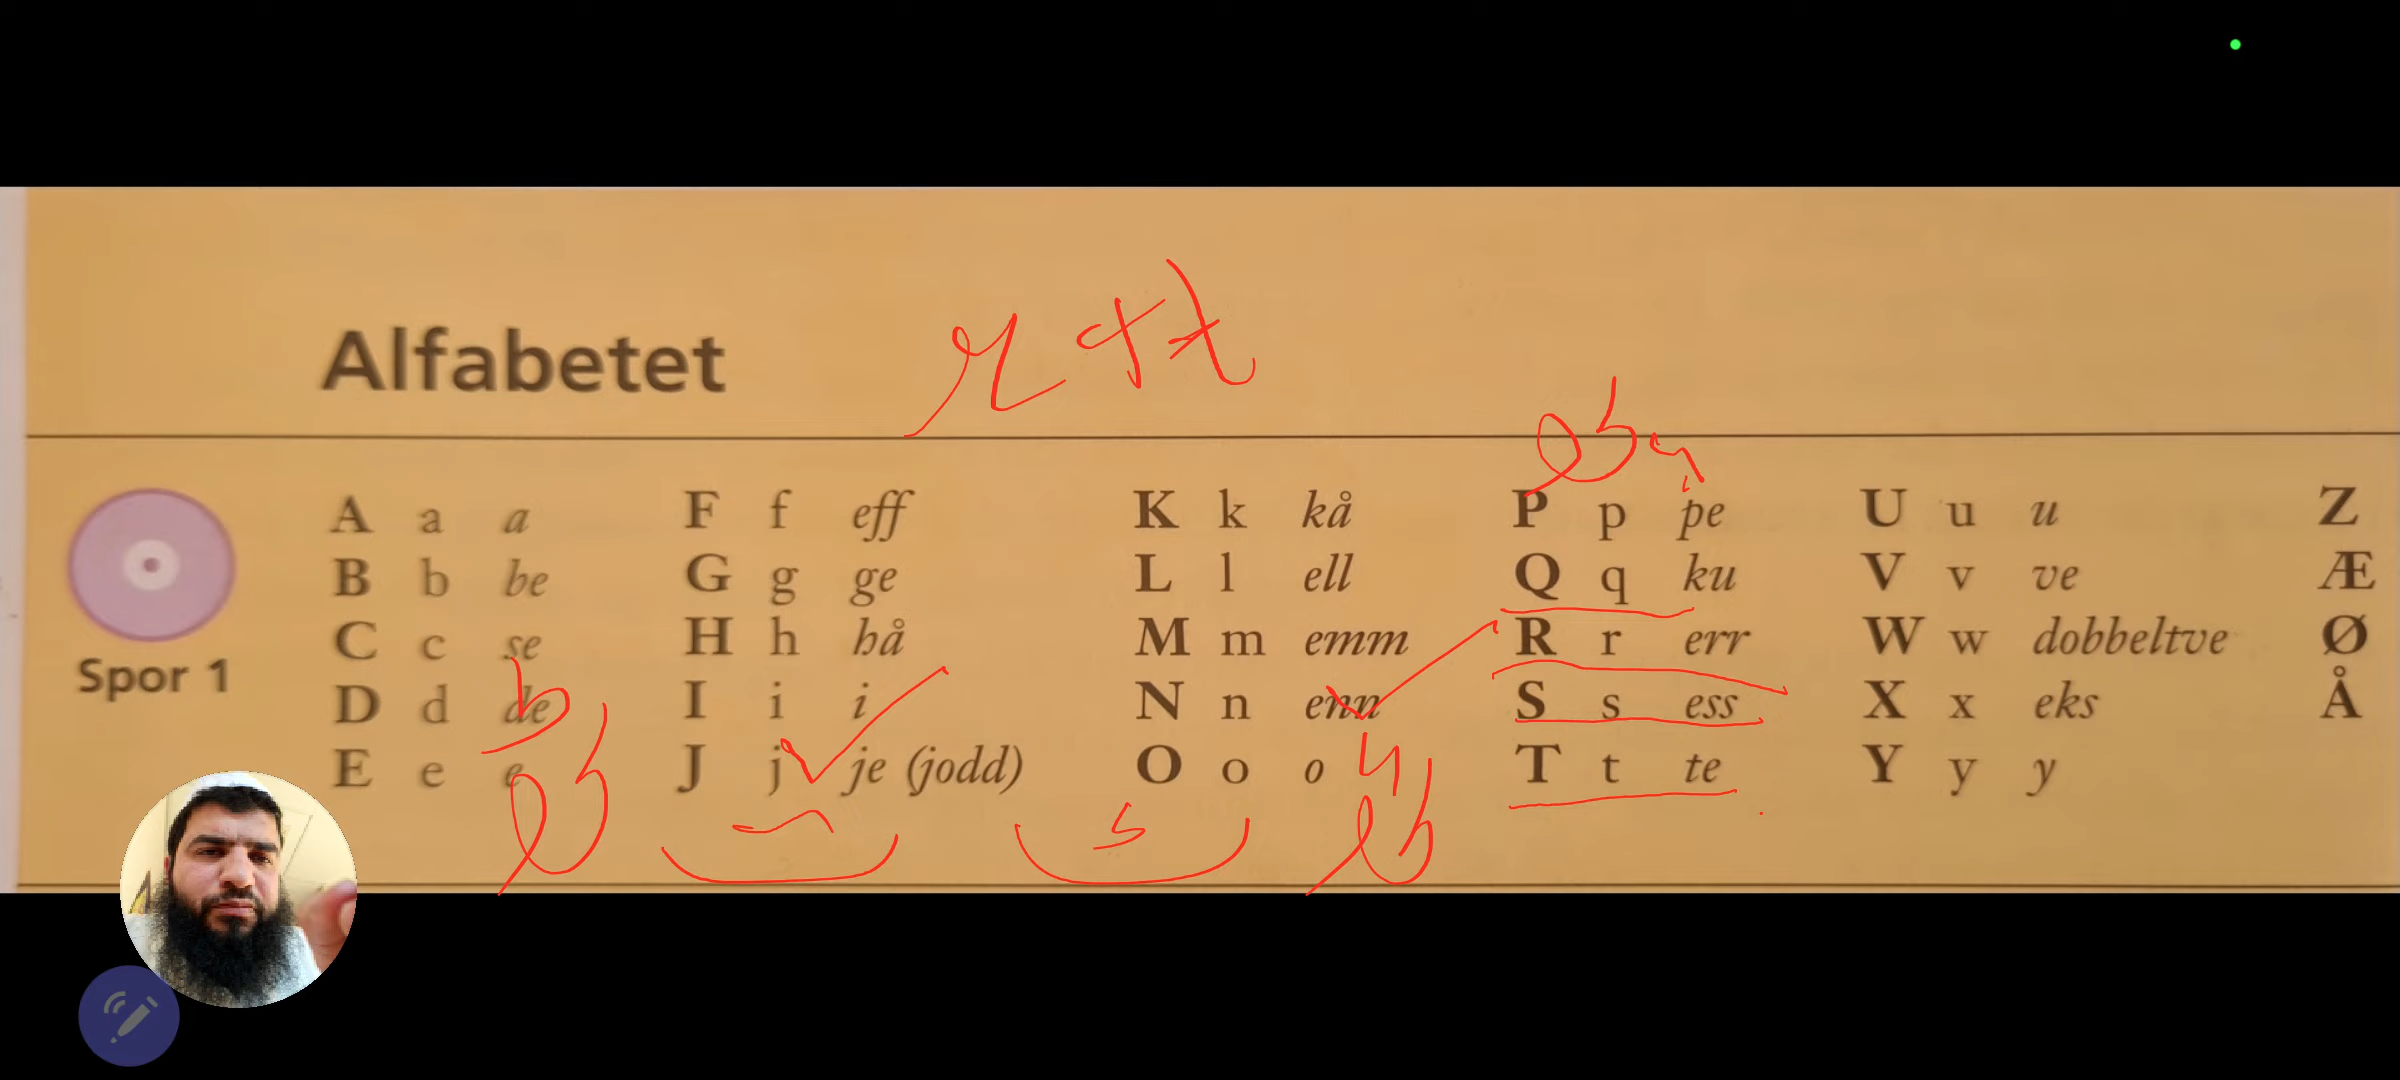 Alfabetet
Spor 1
A a a
B b be
C c se
D d de
E e e
F f eff
G g ge
H h hå
I i i
J j je (jodd)
K k kå
L l ell
M m emm
N n enn
O o o
P p pe
Q q ku
R r err
S s ess
T t te
U u u
V v ve
W w dobbeltve
X x eks
Y y y
Z
Æ
Ø
Å